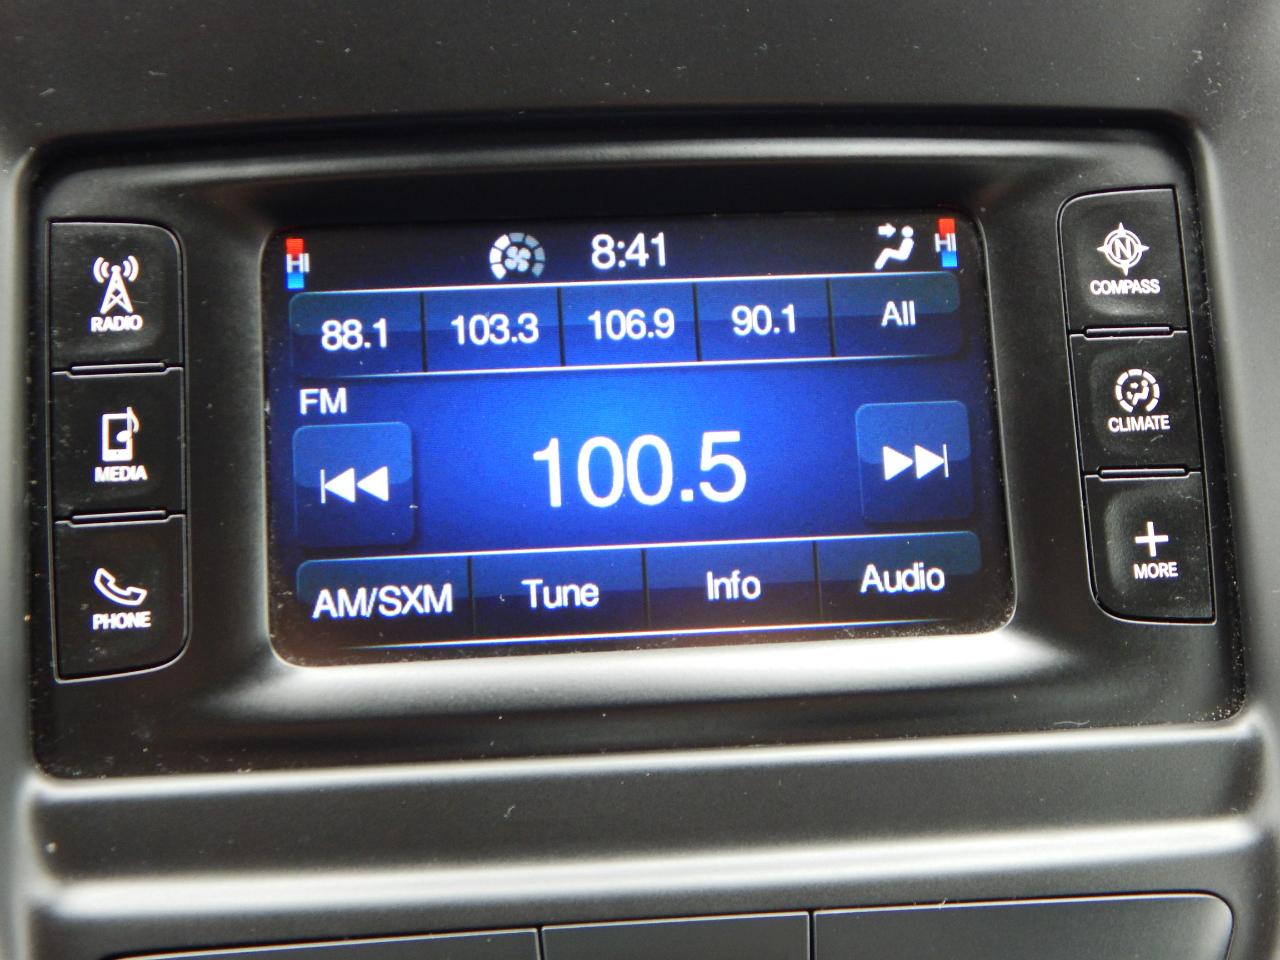 HI 8:41 HI
88.1 103.3 106.9 90.1 All
FM
100.5
AM/SXM Tune Info Audio
RADIO
MEDIA
PHONE
N
COMPASS
CLIMATE
MORE